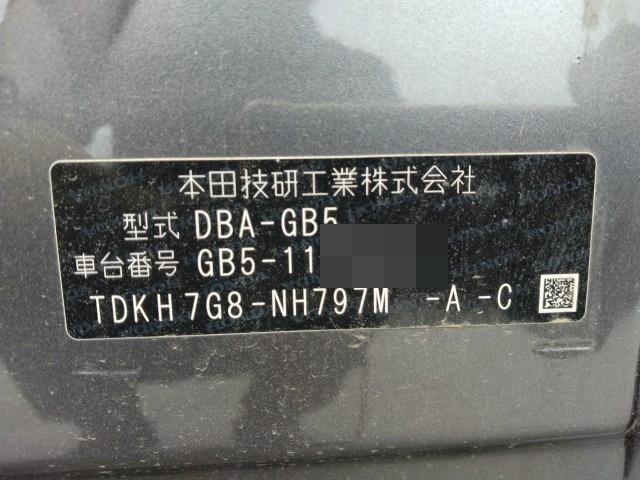 本田技研工業株式会社
型式 DBA-GB5
車台番号 GB5-11
TDKH7G8-NH797M -A -C